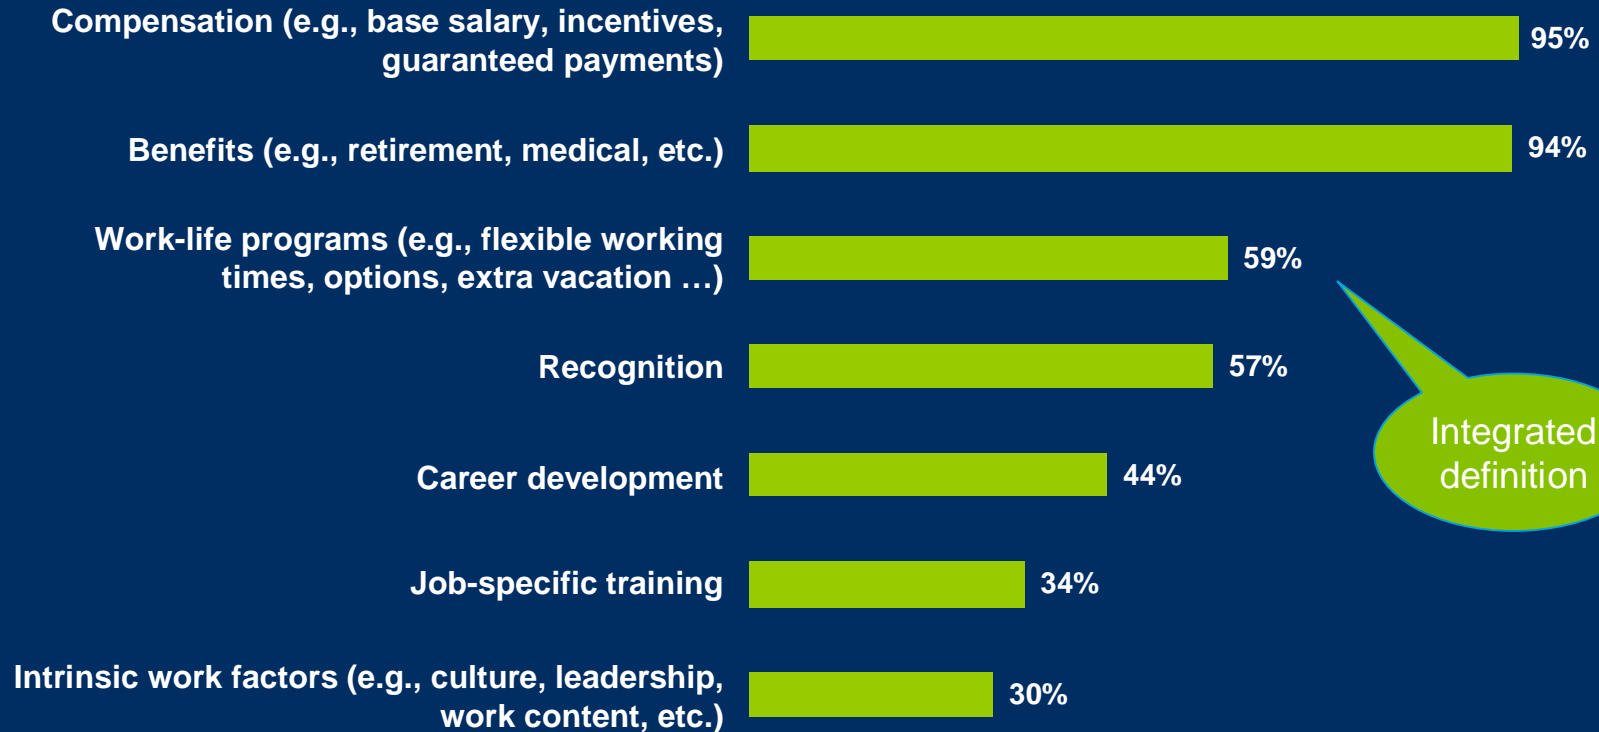 Compensation (e.g., base salary, incentives,
guaranteed payments)
95%
Benefits (e.g., retirement, medical, etc.)
94%
Work-life programs (e.g., flexible working
times, options, extra vacation …)
59%
Recognition
57%
Integrated
definition
Career development
44%
Job-specific training
34%
Intrinsic work factors (e.g., culture, leadership,
work content, etc.)
30%